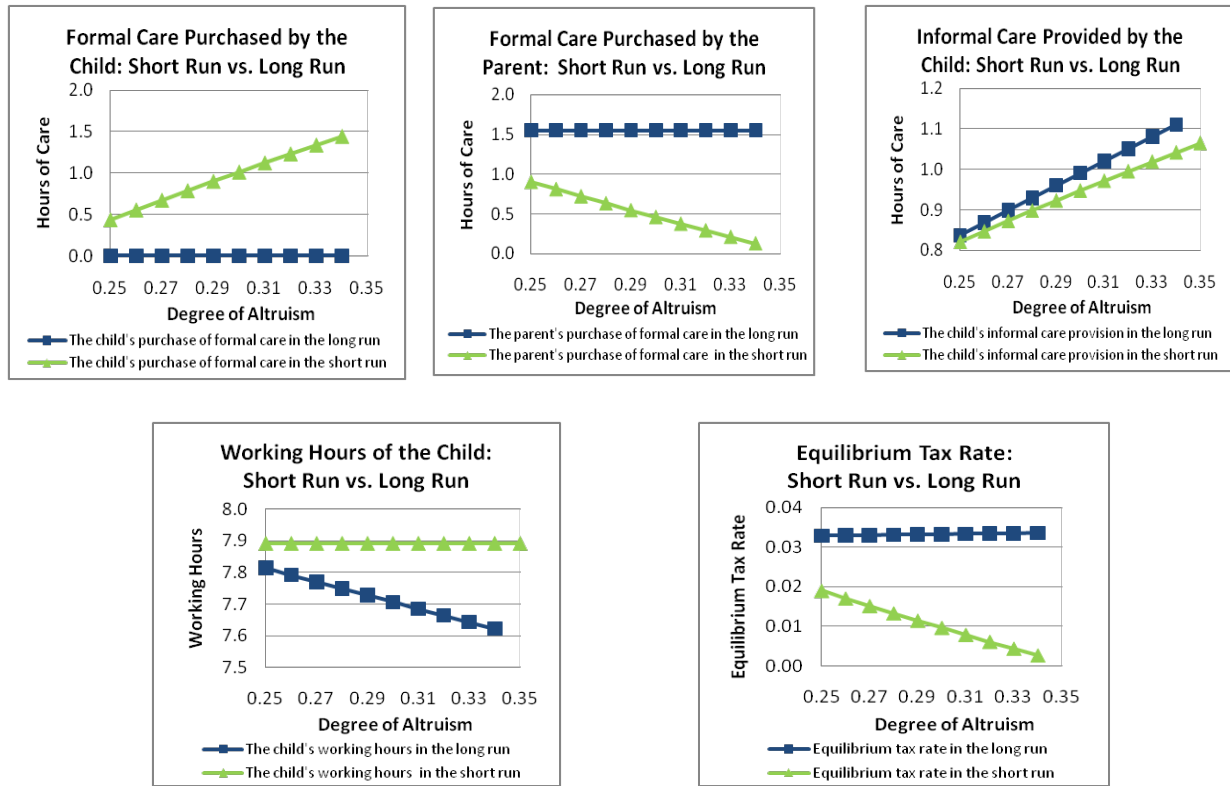 Formal Care Purchased by the
Child: Short Run vs. Long Run
Hours of Care
2.0
1.5
1.0
0.5
0.0
0.25 0.27 0.29 0.31 0.33 0.35
Degree of Altruism
The child's purchase of formal care in the long run
The child's purchase of formal care in the short run
Formal Care Purchased by the
Parent: Short Run vs. Long Run
Hours of Care
2.0
1.5
1.0
0.5
0.0
0.25 0.27 0.29 0.31 0.33 0.35
Degree of Altruism
The parent's purchase of formal care in the long run
The parent's purchase of formal care in the short run
Informal Care Provided by the
Child: Short Run vs. Long Run
Hours of Care
1.2
1.1
1.0
0.9
0.8
0.25 0.27 0.29 0.31 0.33 0.35
Degree of Altruism
The child's informal care provision in the long run
The child's informal care provision in the short run
Working Hours of the Child:
Short Run vs. Long Run
Working Hours
8.0
7.9
7.8
7.7
7.6
7.5
0.25 0.27 0.29 0.31 0.33 0.35
Degree of Altruism
The child's working hours in the long run
The child's working hours in the short run
Equilibrium Tax Rate:
Short Run vs. Long Run
Equilibrium Tax Rate
0.04
0.03
0.02
0.01
0.00
0.25 0.27 0.29 0.31 0.33 0.35
Degree of Altruism
Equilibrium tax rate in the long run
Equilibrium tax rate in the short run